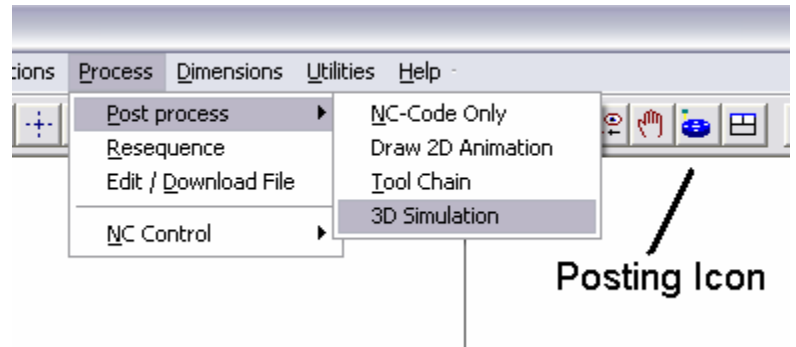 tions Process Dimensions Utilities Help
Post process NC-Code Only
Resequence Draw 2D Animation
Edit / Download File Tool Chain
3D Simulation
NC Control
Posting Icon